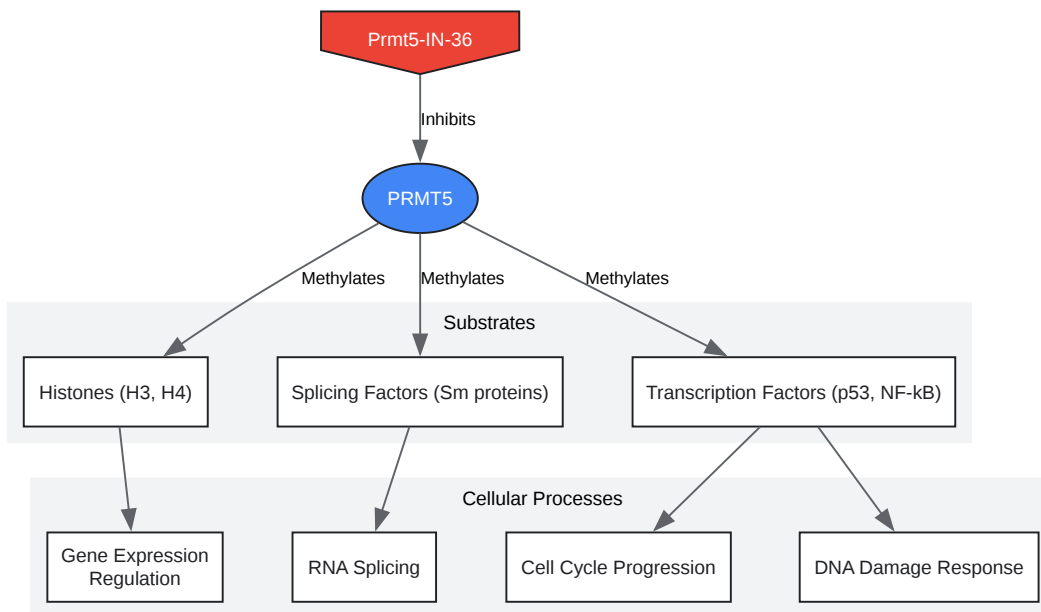 Prmt5-IN-36
Inhibits
PRMT5
Methylates
Methylates
Methylates
Substrates
Histones (H3, H4)
Splicing Factors (Sm proteins)
Transcription Factors (p53, NF-kB)
Cellular Processes
Gene Expression
Regulation
RNA Splicing
Cell Cycle Progression
DNA Damage Response